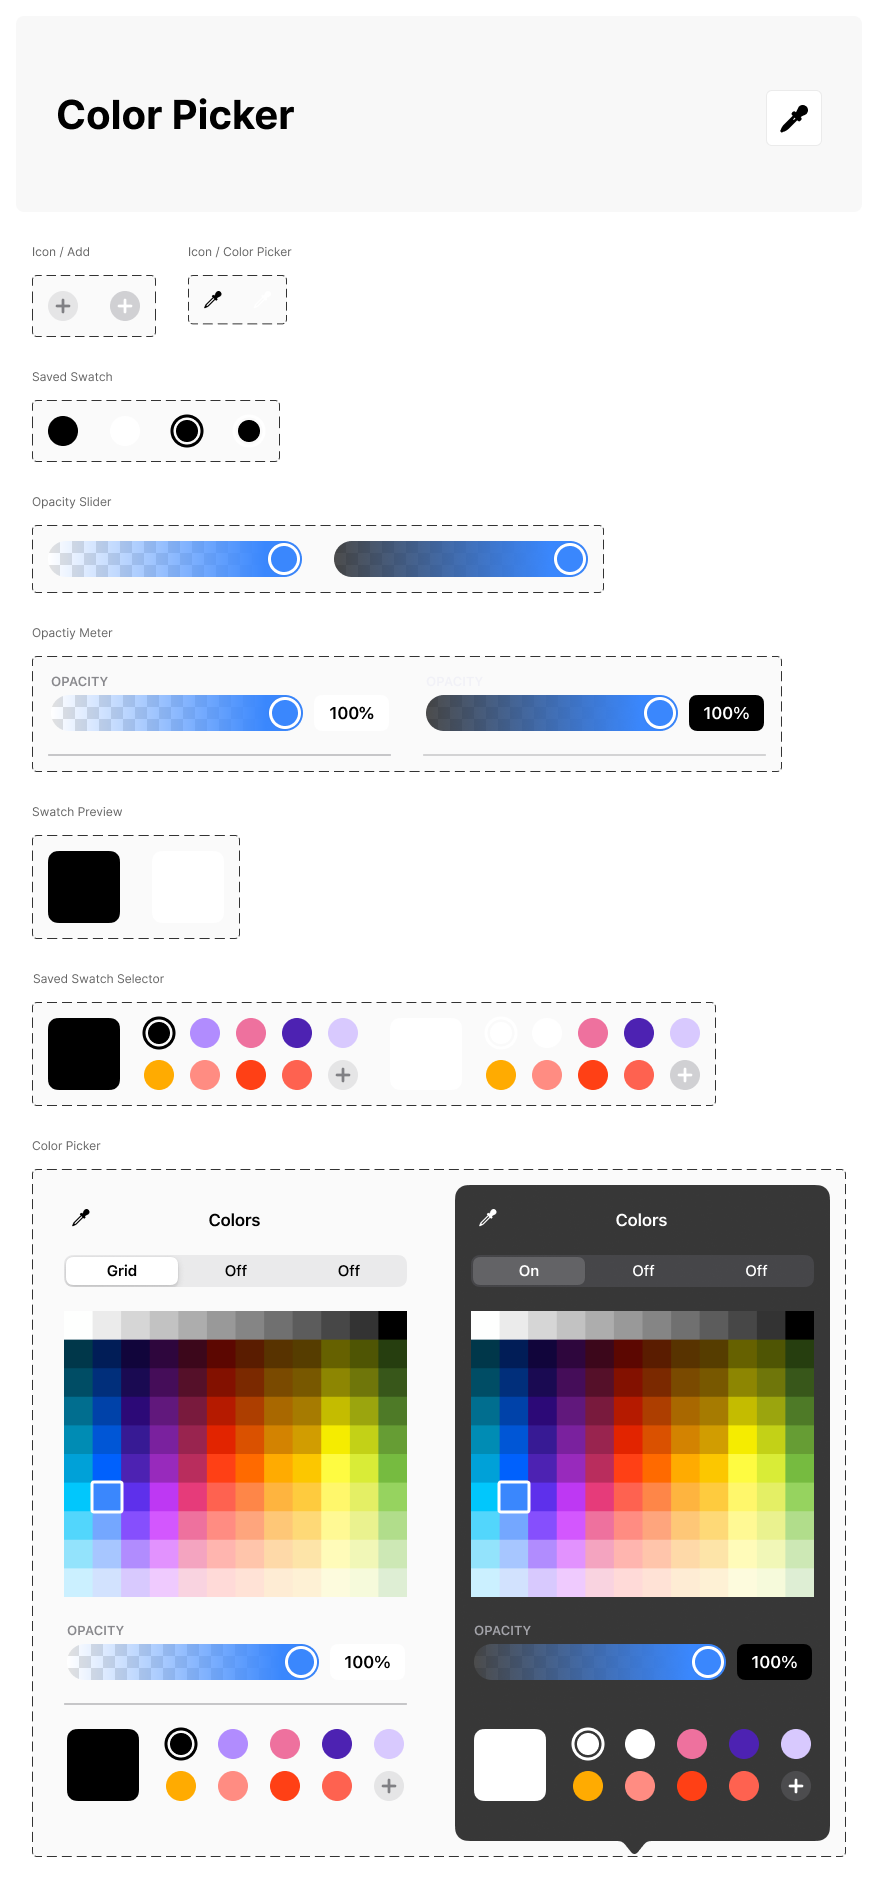 Color Picker
Icon / Add
Icon / Color Picker
Saved Swatch
Opacity Slider
Opactiy Meter
OPACITY
100%
OPACITY
100%
Swatch Preview
Saved Swatch Selector
Color Picker
Colors
Grid
Off
Off
OPACITY
100%
Colors
On
Off
Off
OPACITY
100%